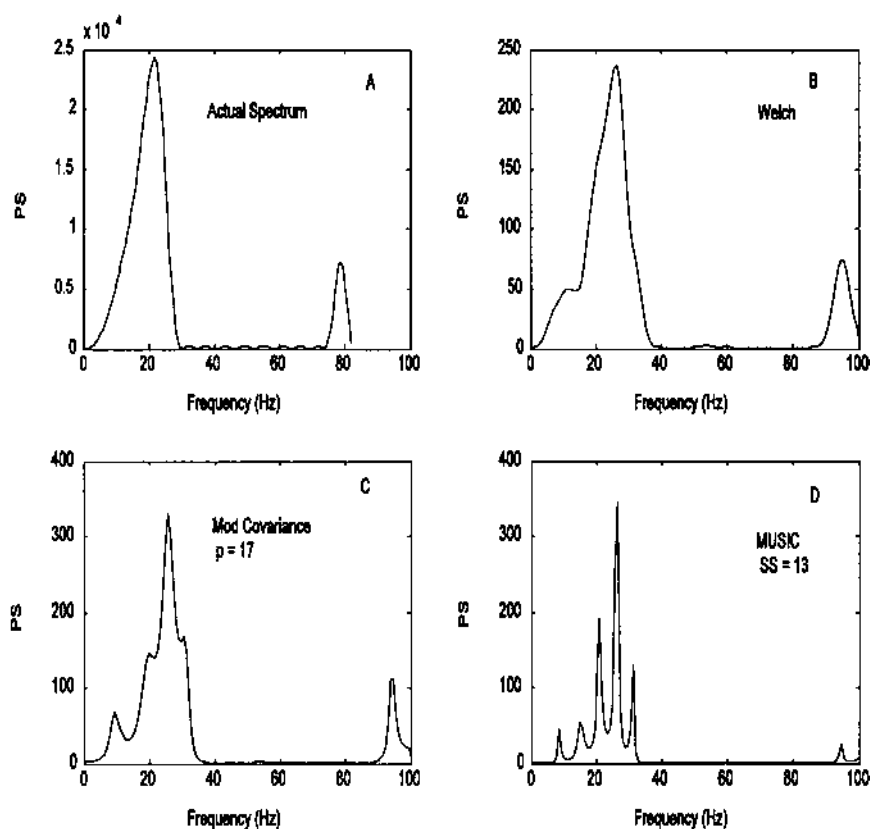 x 10 4
2.5
2
1.5
1
0.5
0
0 20 40 60 80 100
PS
Frequency (Hz)
A
Actual Spectrum
250
200
150
100
50
0
0 20 40 60 80 100
PS
Frequency (Hz)
B
Welch
400
300
200
100
0
0 20 40 60 80 100
PS
Frequency (Hz)
C
Mod Covariance
p = 17
400
300
200
100
0
0 20 40 60 80 100
PS
Frequency (Hz)
D
MUSIC
SS = 13